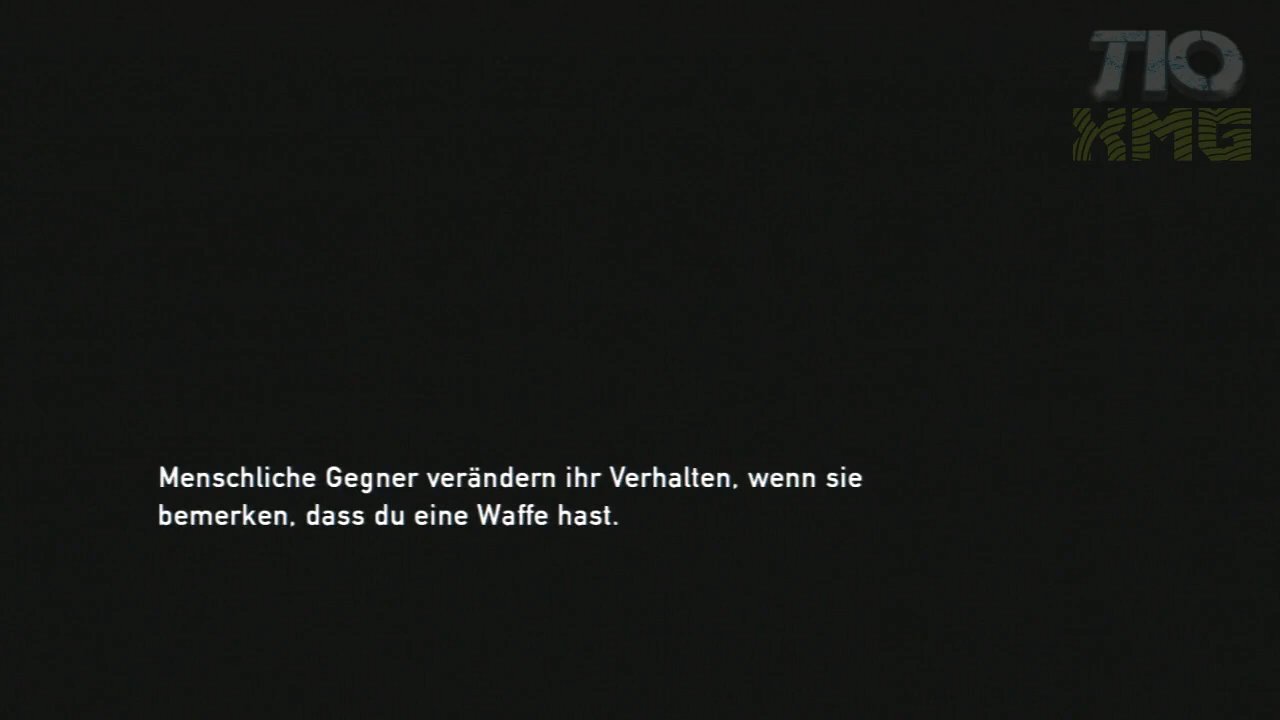 TIO
XMG
Menschliche Gegner verändern ihr Verhalten, wenn sie
bemerken, dass du eine Waffe hast.